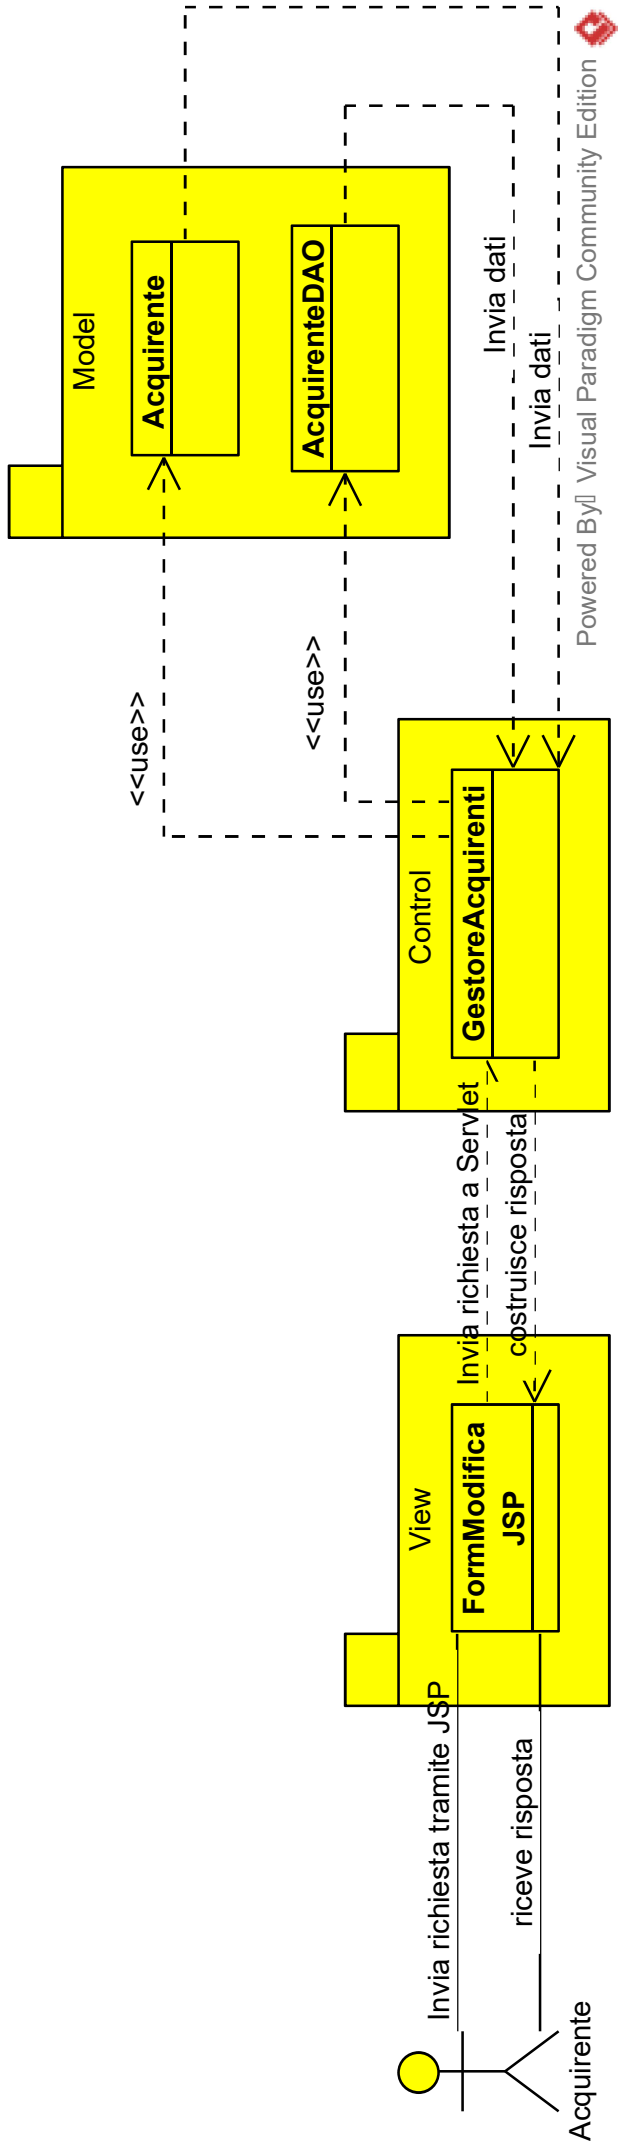 Model
Acquirente
AcquirenteDAO
<<use>>
<<use>>
Invia dati
Invia dati
Control
GestoreAcquirenti
Invia richiesta a Servlet
costruisce risposta
View
FormModifica
JSP
Invia richiesta tramite JSP
riceve risposta
Acquirente
Powered By Visual Paradigm Community Edition